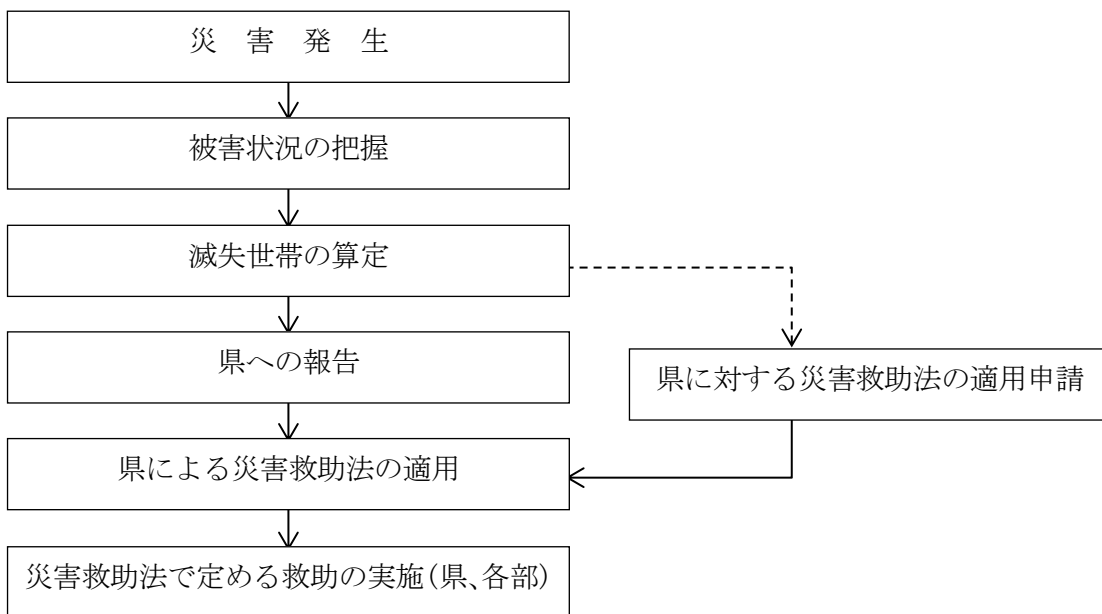 災 害 発 生
被害状況の把握
滅失世帯の算定
県への報告
県に対する災害救助法の適用申請
県による災害救助法の適用
災害救助法で定める救助の実施(県、各部)